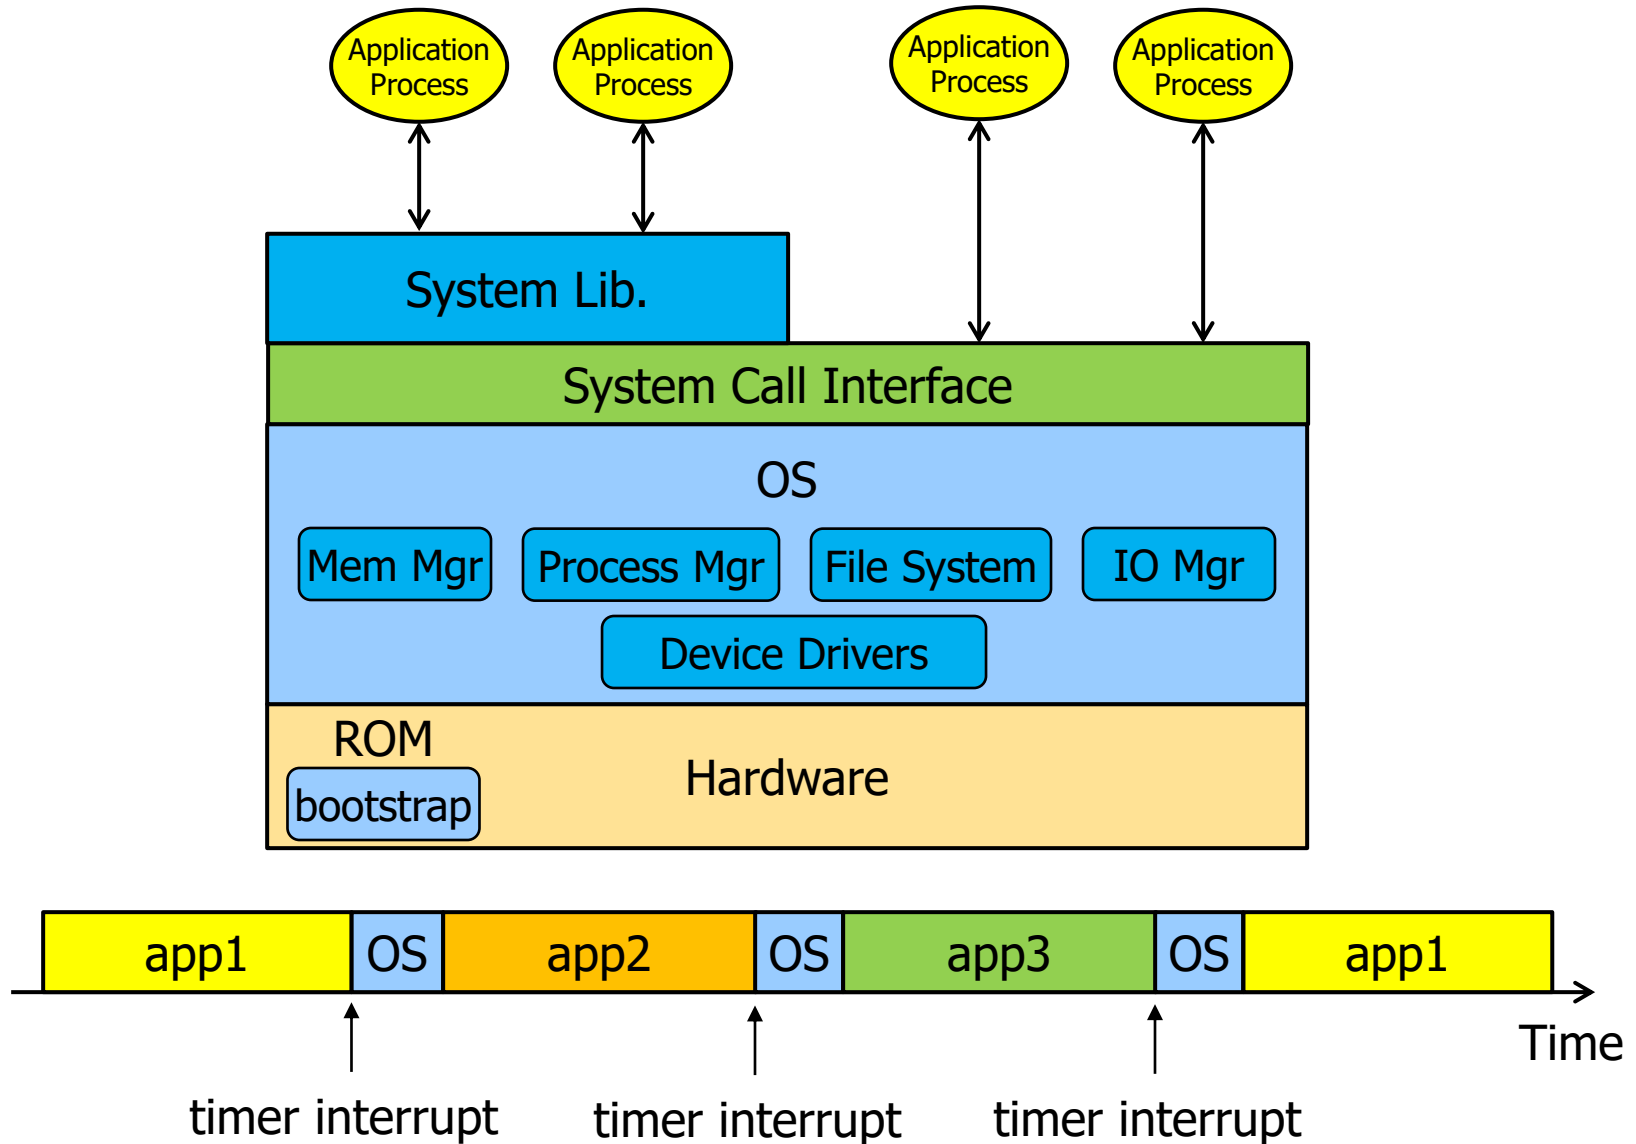 Application
Process
Application
Process
Application
Process
Application
Process
System Lib.
System Call Interface
OS
Mem Mgr
Process Mgr
File System
IO Mgr
Device Drivers
ROM
bootstrap
Hardware
app1
OS
app2
OS
app3
OS
app1
Time
timer interrupt
timer interrupt
timer interrupt